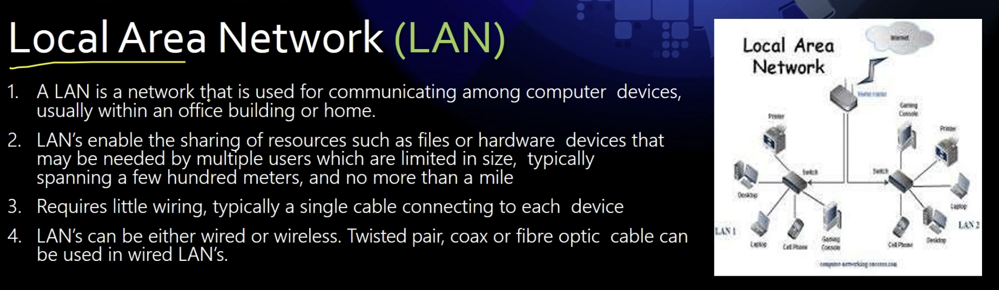 Local Area Network (LAN)
1. A LAN is a network that is used for communicating among computer devices,
usually within an office building or home.
2. LAN's enable the sharing of resources such as files or hardware devices that
may be needed by multiple users which are limited in size, typically
spanning a few hundred meters, and no more than a mile
3. Requires little wiring, typically a single cable connecting to each device
4. LAN's can be either wired or wireless. Twisted pair, coax or fibre optic cable can
be used in wired LAN's.
Local Area
Network
Internet
Gaming
Console
Printer
Printer
Switch
Switch
Desktop
Laptop
LAN 1
LAN 2
Laptop
Cell Phone
Gaming
Console
Cell Phone
Desktop